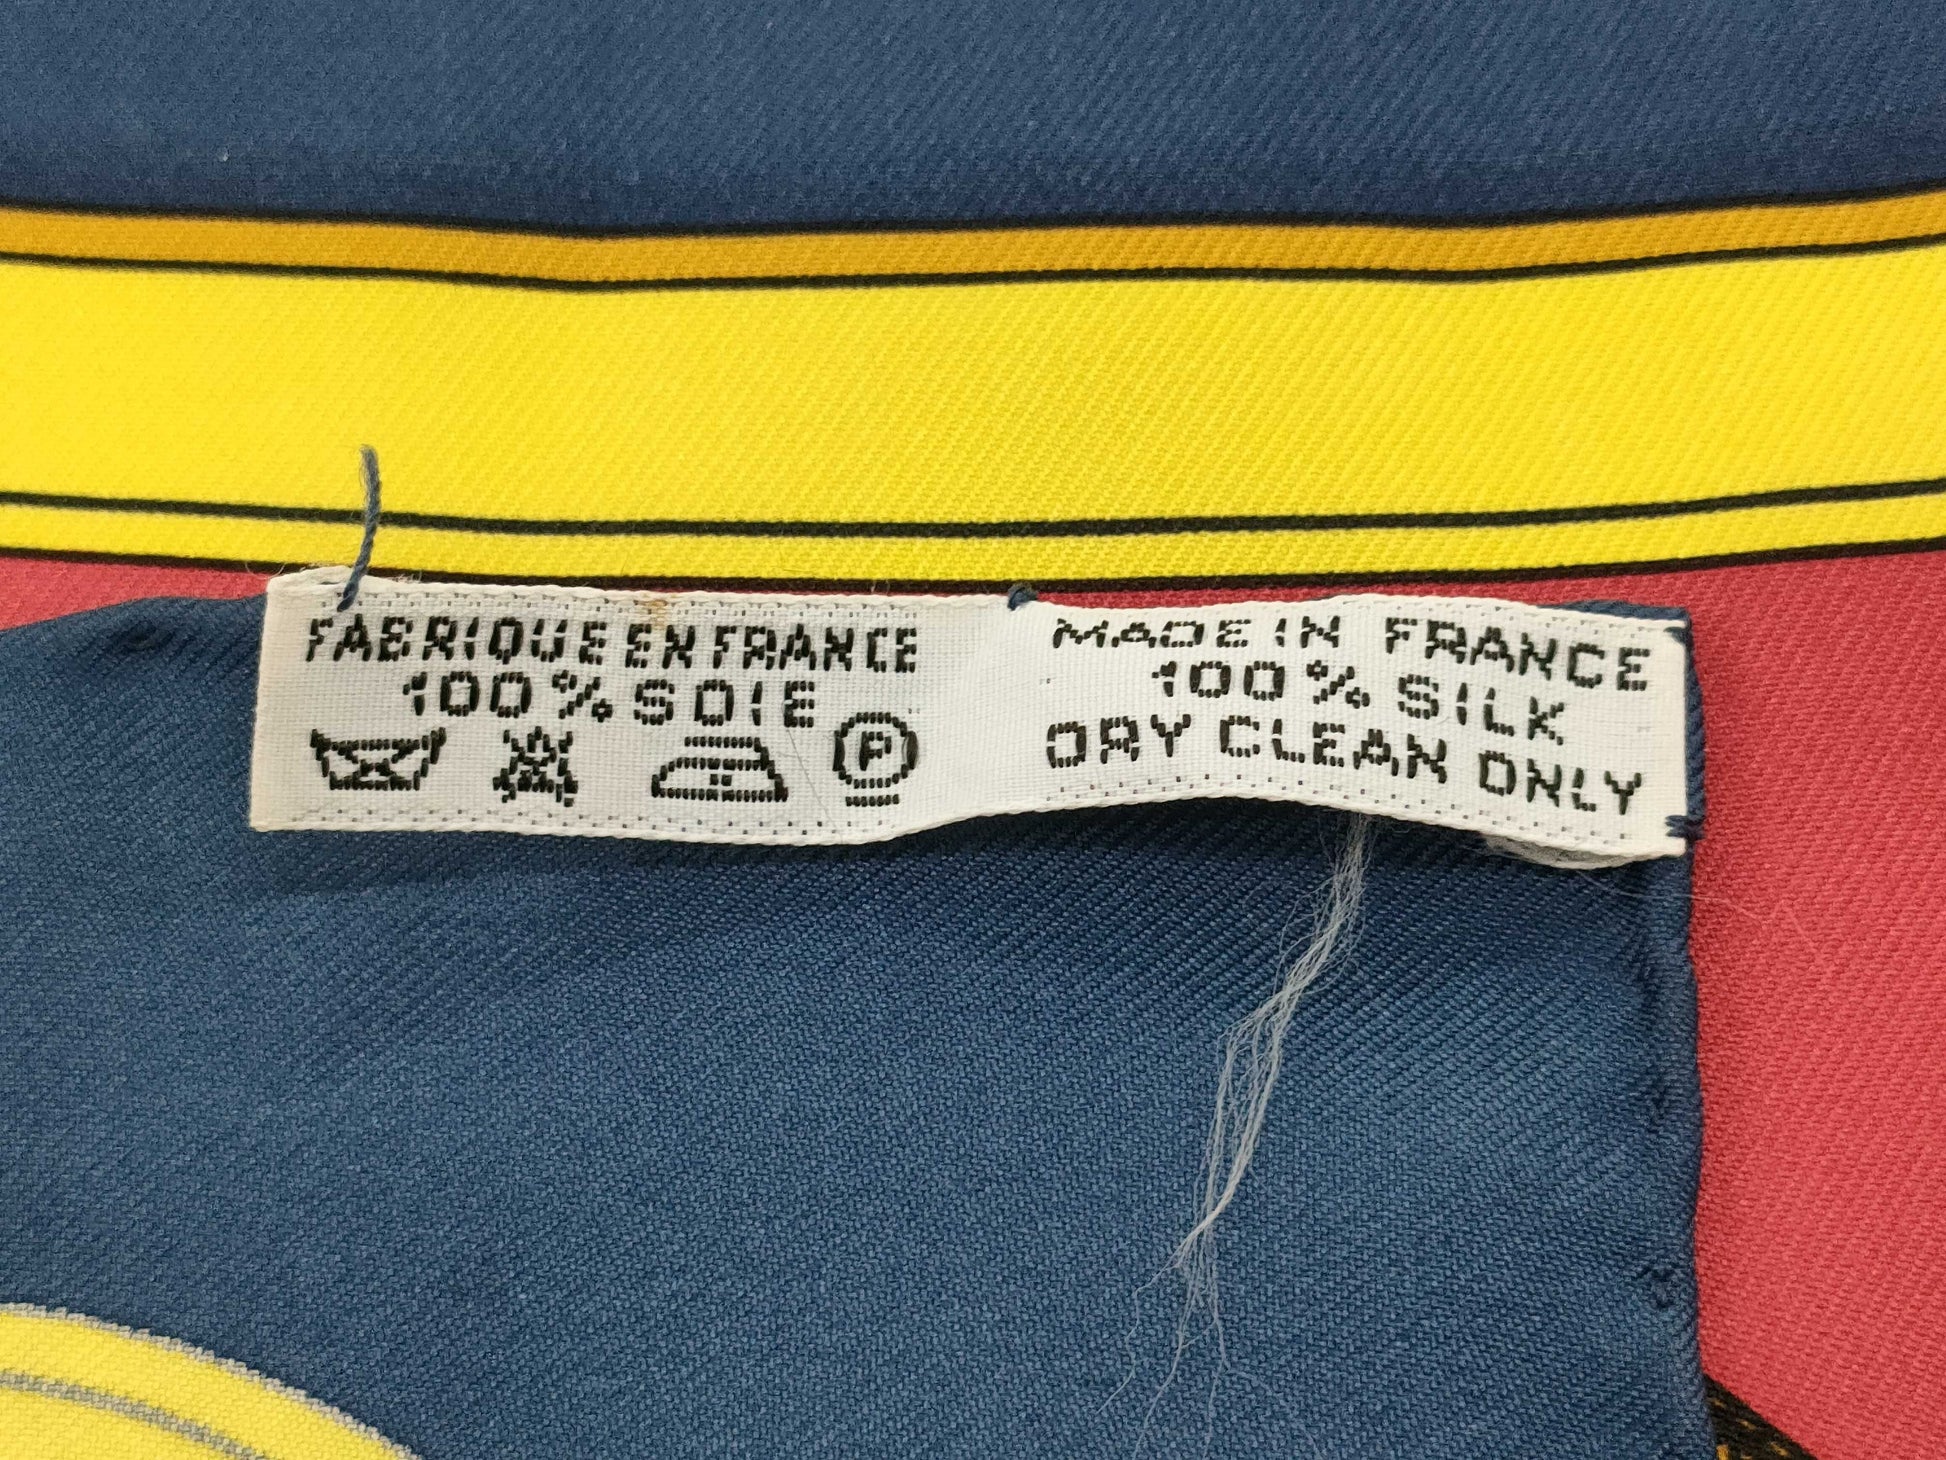 FABRIQUE EN FRANCE
100% SOIE
P
MADE IN FRANCE
100% SILK
DRY CLEAN ONLY